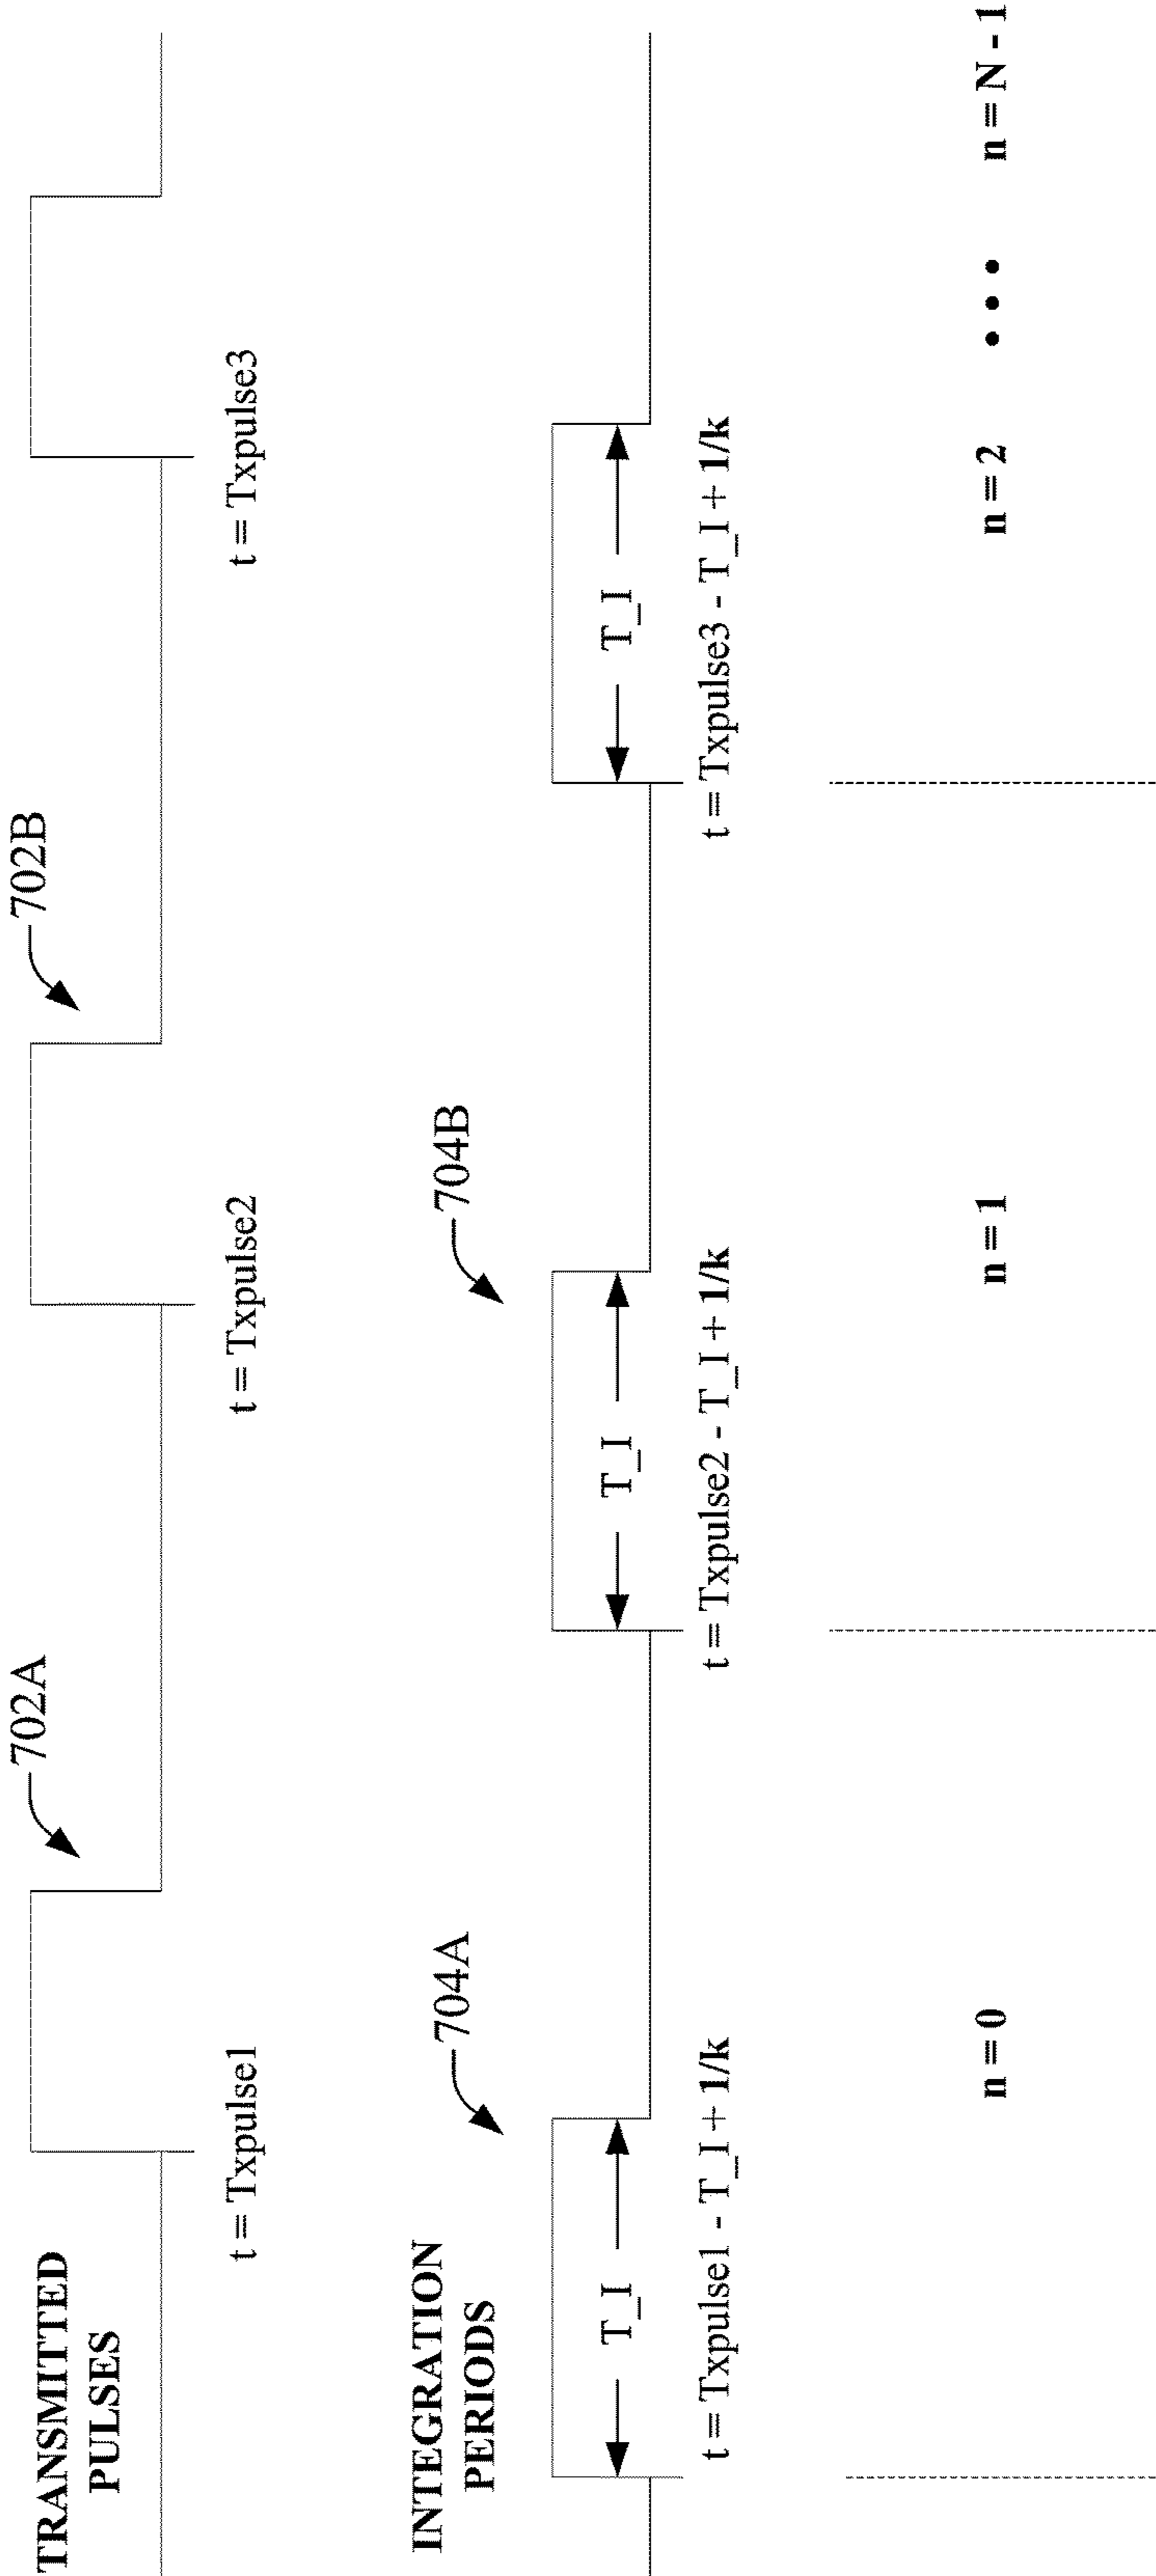 TRANSMITTED
PULSES
702A
702B
t = Txpulse1
t = Txpulse2
t = Txpulse3
INTEGRATION
PERIODS
704A
704B
T_I
T_I
T_I
t = Txpulse1 - T_I + 1/k
t = Txpulse2 - T_I + 1/k
t = Txpulse3 - T_I + 1/k
n = 0
n = 1
n = 2
• • •
n = N - 1